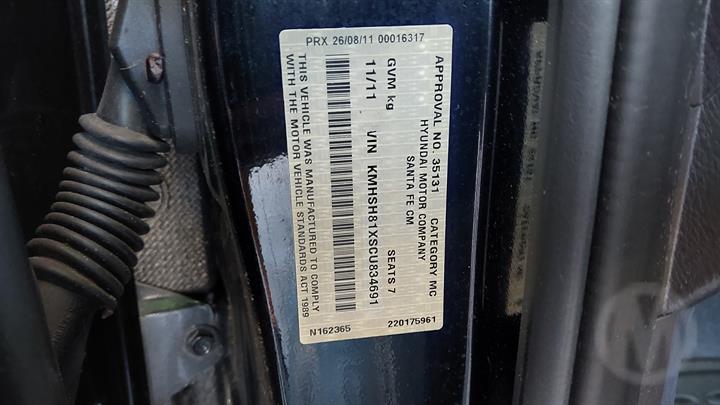 PRX 26/08/11 00016317
APPROVAL NO. 35131 CATEGORY MC
HYUNDAI MOTOR COMPANY
SANTA FE CM
GVM kg SEATS 7
11/11 VIN KMHSH81XSCU834691
THIS VEHICLE WAS MANUFACTURED TO COMPLY
WITH THE MOTOR VEHICLE STANDARDS ACT 1989
N162365 220175961
M